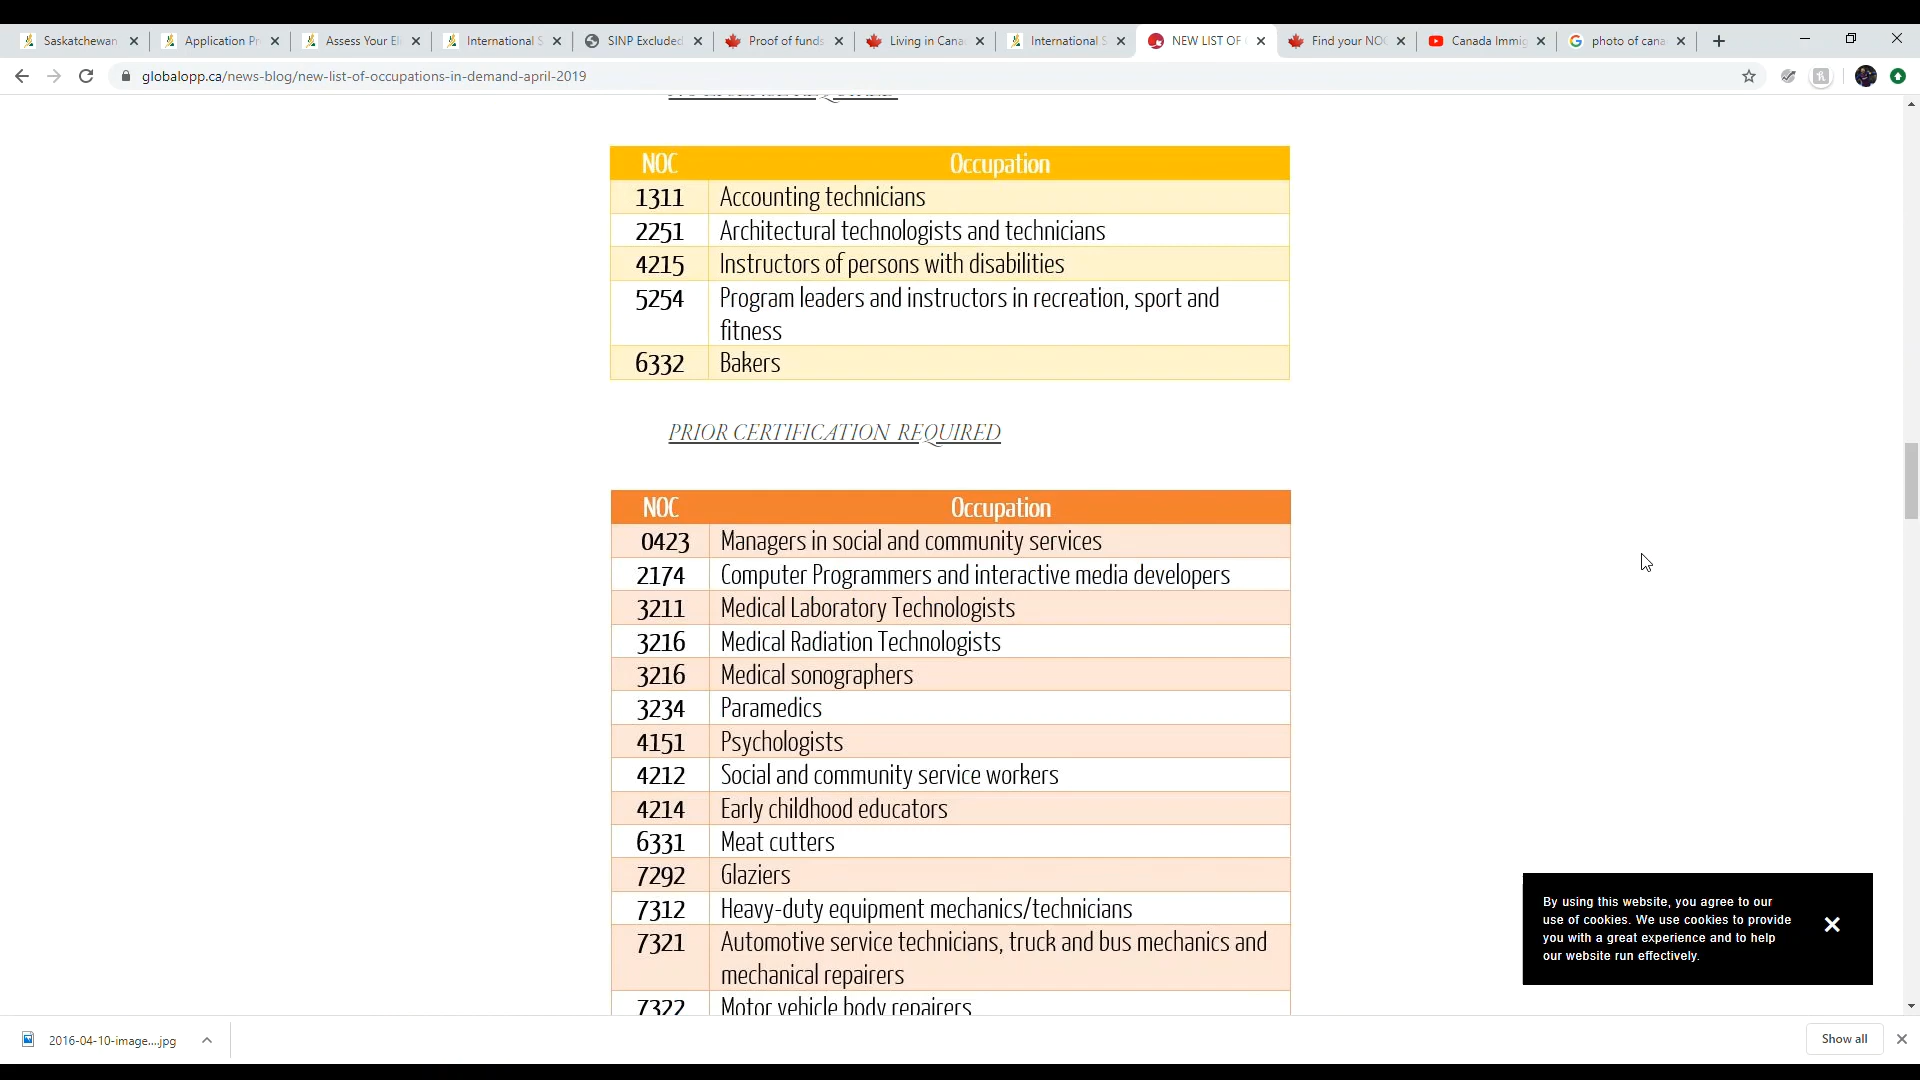 Saskatchewan
Application Pr
Assess Your El
International S
SINP Excluded
Proof of funds
Living in Cana
International S
NEW LIST OF
Find your NOC
Canada Immig
photo of cana
globalopp.ca/news-blog/new-list-of-occupations-in-demand-april-2019
NOC Occupation
1311 Accounting technicians
2251 Architectural technologists and technicians
4215 Instructors of persons with disabilities
5254 Program leaders and instructors in recreation, sport and
fitness
6332 Bakers
PRIOR CERTIFICATION REQUIRED
NOC Occupation
0423 Managers in social and community services
2174 Computer Programmers and interactive media developers
3211 Medical Laboratory Technologists
3216 Medical Radiation Technologists
3216 Medical sonographers
3234 Paramedics
4151 Psychologists
4212 Social and community service workers
4214 Early childhood educators
6331 Meat cutters
7292 Glaziers
7312 Heavy-duty equipment mechanics/technicians
7321 Automotive service technicians, truck and bus mechanics and
mechanical repairers
7322 Motor vehicle body repairers
By using this website, you agree to our
use of cookies. We use cookies to provide
you with a great experience and to help
our website run effectively.
2016-04-10-image....jpg
Show all